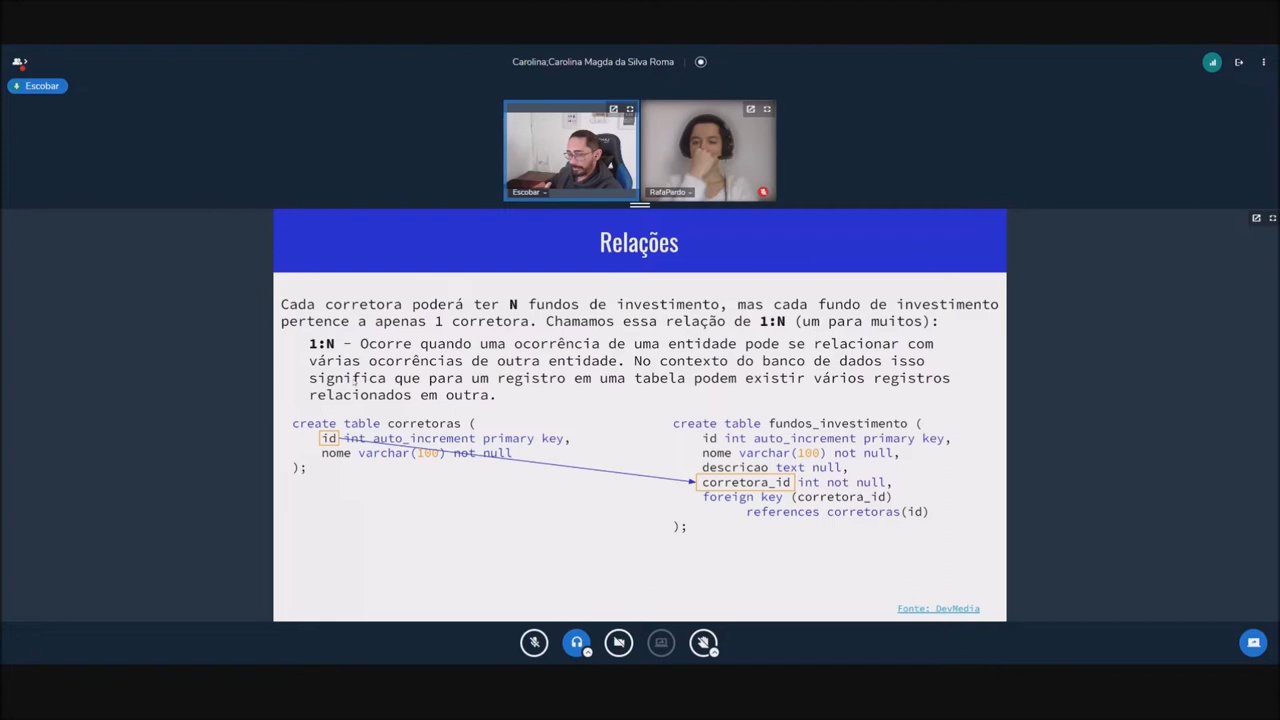 Carolina;Carolina Magda da Silva Roma
Escobar
Escobar
RafaPardo
Relações
Cada corretora poderá ter N fundos de investimento, mas cada fundo de investimento
pertence a apenas 1 corretora. Chamamos essa relação de 1:N (um para muitos):
1:N - Ocorre quando uma ocorrência de uma entidade pode se relacionar com
várias ocorrências de outra entidade. No contexto do banco de dados isso
significa que para um registro em uma tabela podem existir vários registros
relacionados em outra.
create table corretoras (
id int auto_increment primary key,
nome varchar(100) not null
);
create table fundos_investimento (
id int auto_increment primary key,
nome varchar(100) not null,
descricao text null,
corretora_id int not null,
foreign key (corretora_id)
references corretoras(id)
);
Fonte: DevMedia